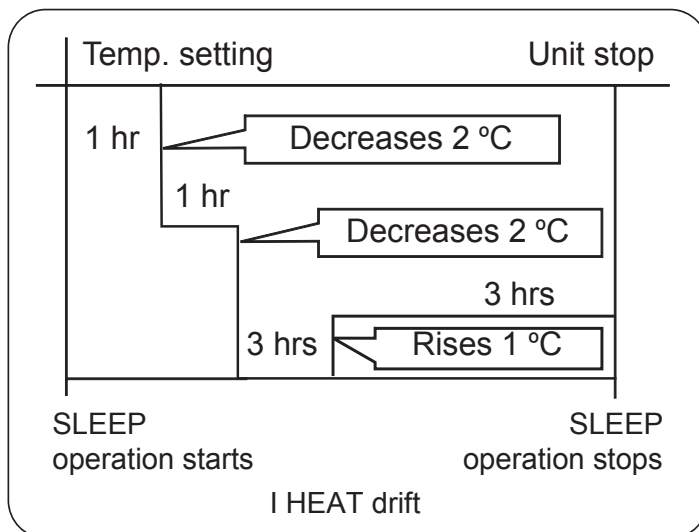 Temp. setting
Unit stop
1 hr
Decreases 2 ºC
1 hr
Decreases 2 ºC
3 hrs
3 hrs
Rises 1 ºC
SLEEP
operation starts
SLEEP
operation stops
I HEAT drift